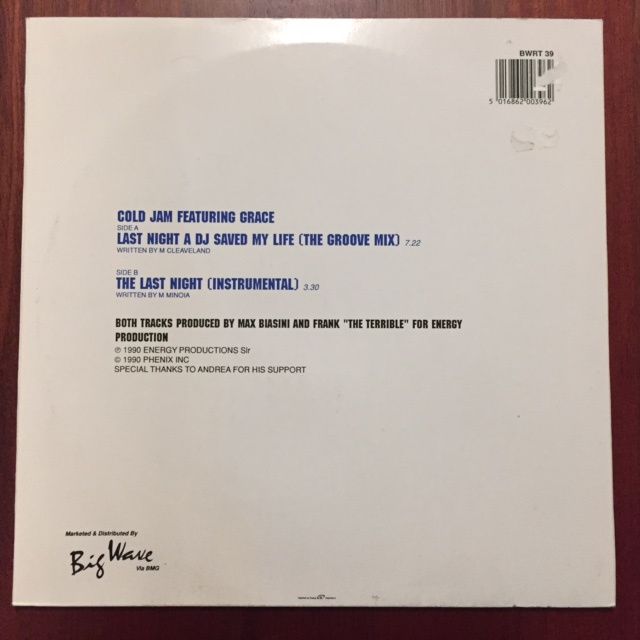 BWRT 39
5 016862 003962
COLD JAM FEATURING GRACE
SIDE A
LAST NIGHT A DJ SAVED MY LIFE (THE GROOVE MIX) 7.22
WRITTEN BY M CLEAVELAND
SIDE B
THE LAST NIGHT (INSTRUMENTAL) 3.30
WRITTEN BY M MINOIA
BOTH TRACKS PRODUCED BY MAX BIASINI AND FRANK "THE TERRIBLE" FOR ENERGY
PRODUCTION
℗ 1990 ENERGY PRODUCTIONS Slr
© 1990 PHENIX INC
SPECIAL THANKS TO ANDREA FOR HIS SUPPORT
Marketed & Distributed By
Big Wave
Via BMG